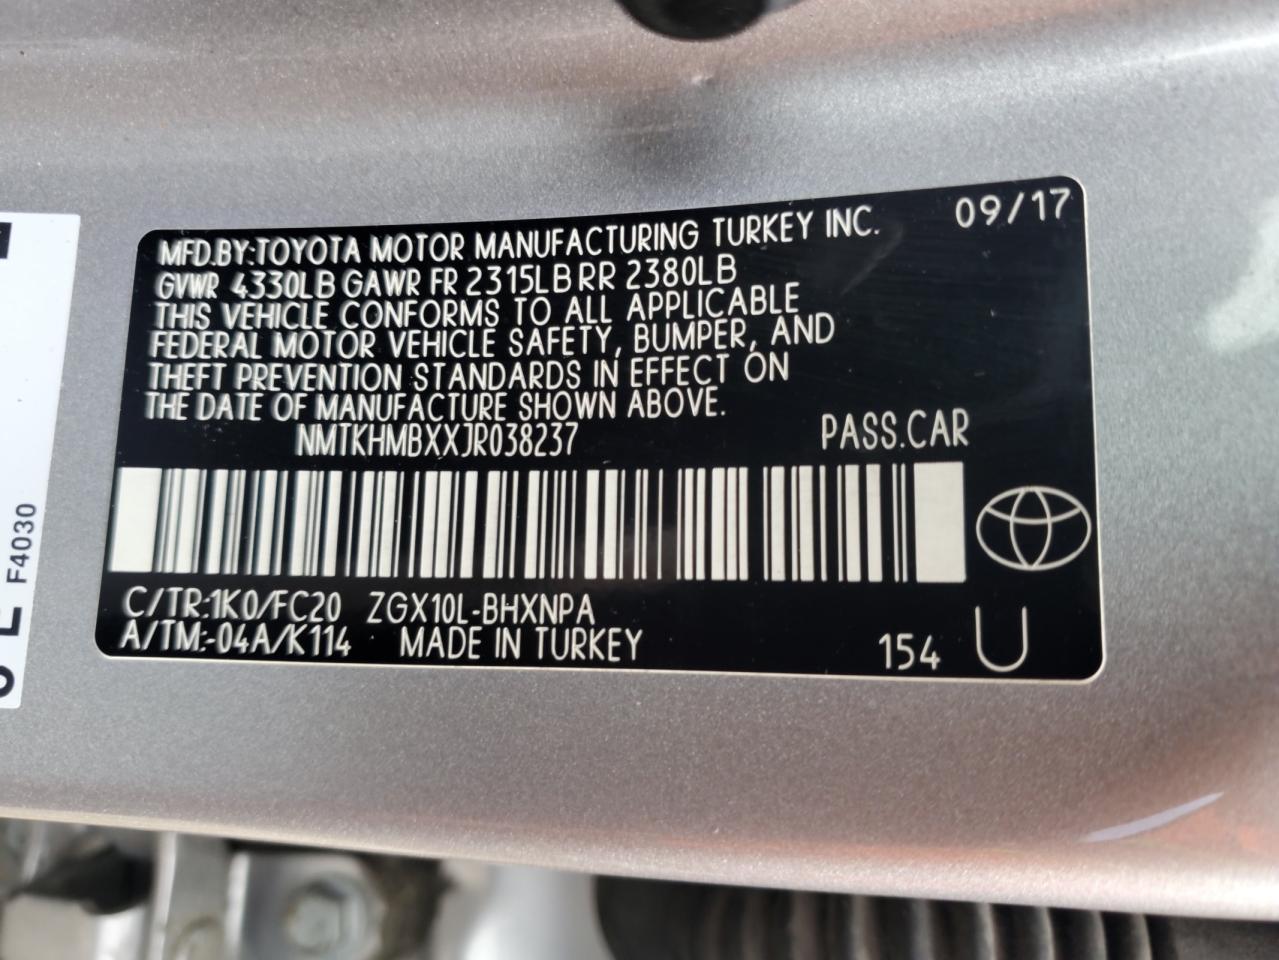 09/17
MFD.BY:TOYOTA MOTOR MANUFACTURING TURKEY INC.
GVWR 4330LB GAWR FR 2315LB RR 2380LB
THIS VEHICLE CONFORMS TO ALL APPLICABLE
FEDERAL MOTOR VEHICLE SAFETY, BUMPER, AND
THEFT PREVENTION STANDARDS IN EFFECT ON
THE DATE OF MANUFACTURE SHOWN ABOVE.
NMTKHMBXXJR038237 PASS.CAR
C/TR:1K0/FC20 ZGX10L-BHXNPA
A/TM:-04A/K114 MADE IN TURKEY
154 U
F4030